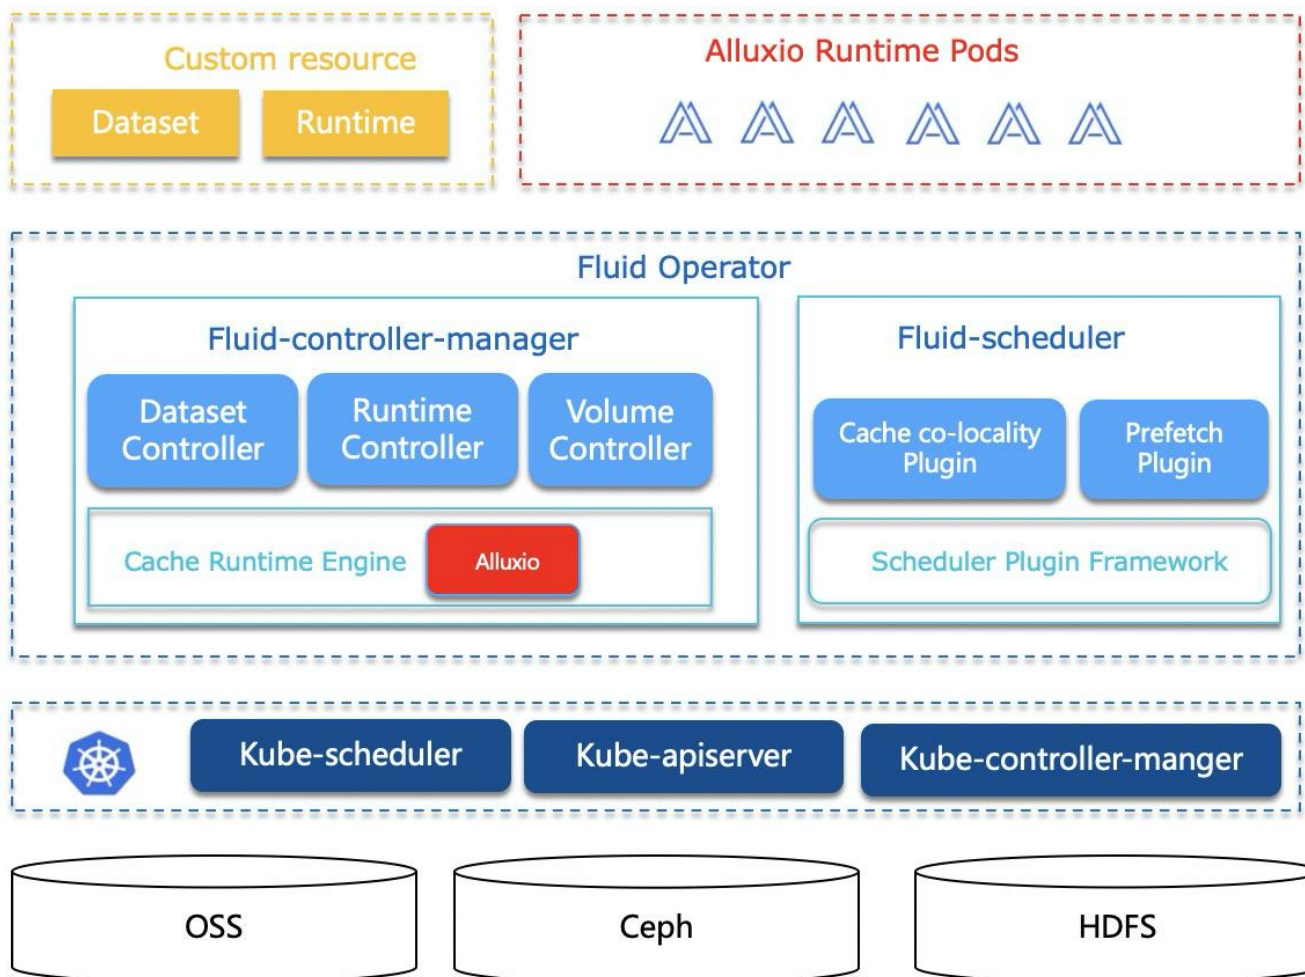 Custom resource
Dataset
Runtime
Alluxio Runtime Pods
Fluid Operator
Fluid-controller-manager
Dataset
Controller
Runtime
Controller
Volume
Controller
Cache Runtime Engine
Alluxio
Fluid-scheduler
Cache co-locality
Plugin
Prefetch
Plugin
Scheduler Plugin Framework
Kube-scheduler
Kube-apiserver
Kube-controller-manger
OSS
Ceph
HDFS